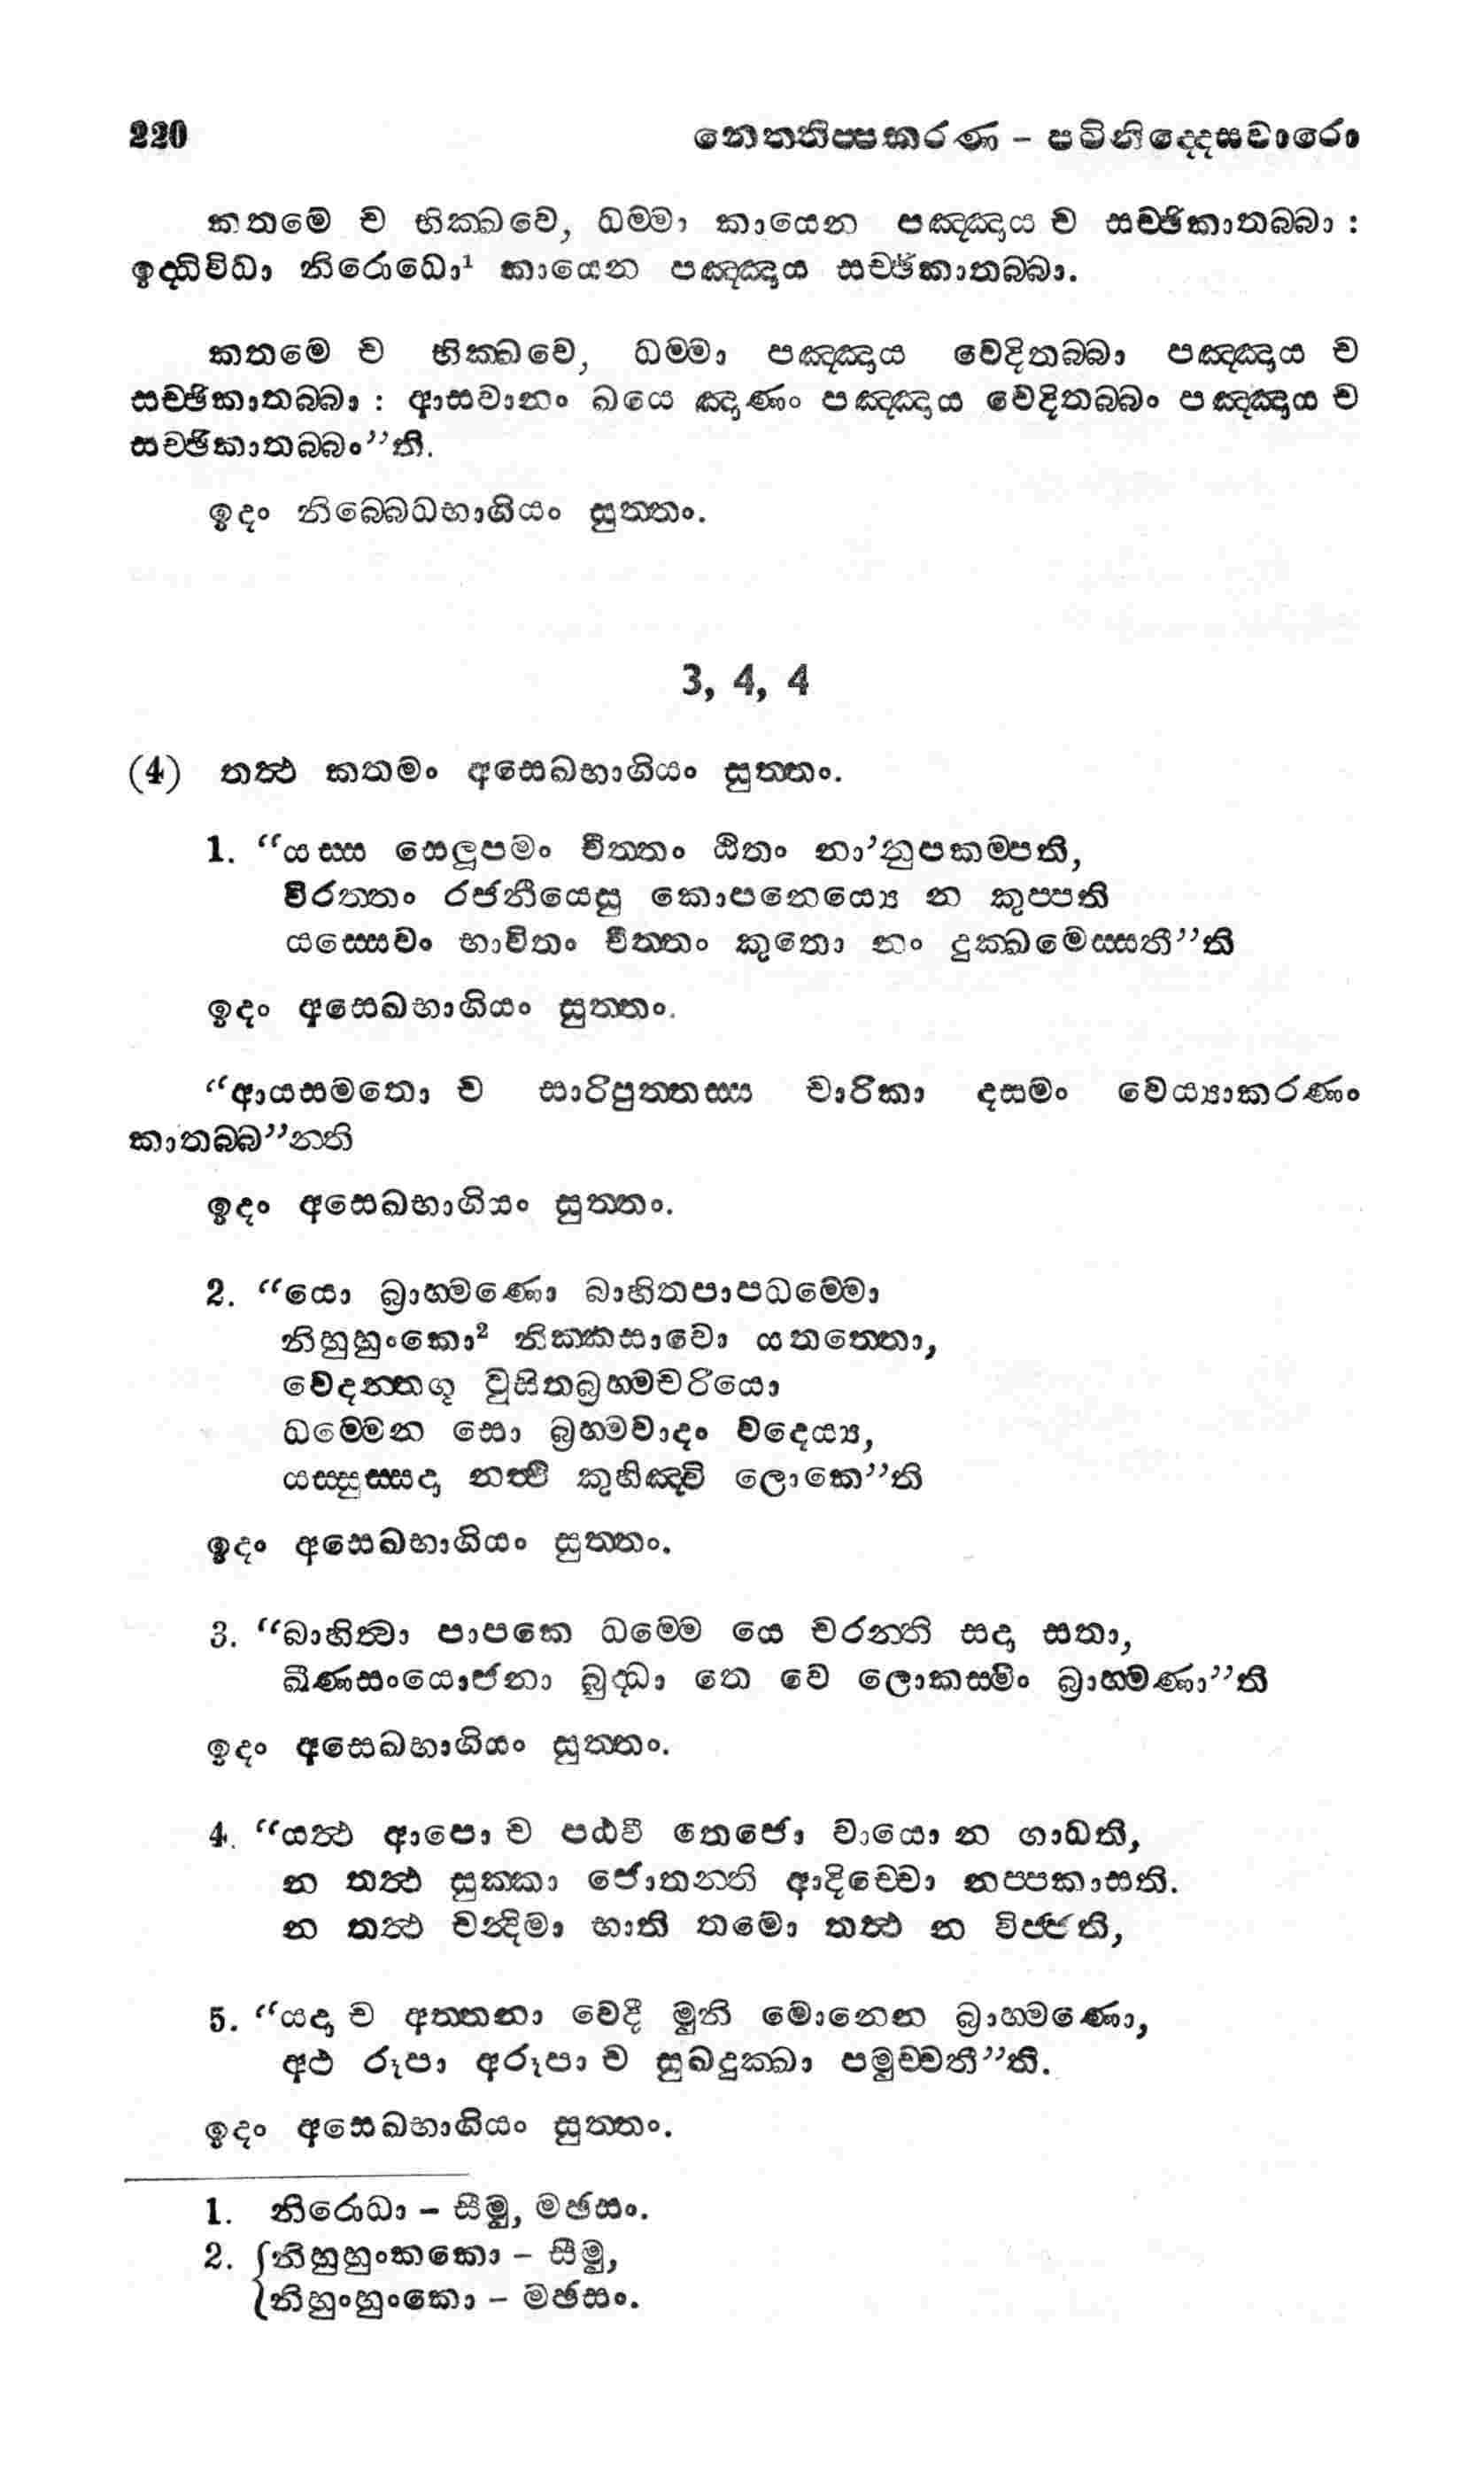 220 නෙත‍්තිප‍්පකරණ – පටිනිද‍්දෙසවාරො
කතමේ ච භික‍්ඛවෙ, ධම‍්මා කායෙන පඤ‍්ඤාය ච සච‍්ඡිකාතබ‍්බා :
ඉද‍්ධිවිධා නිරොධො¹ කායෙන පඤ‍්ඤාය සච‍්ඡිකාතබ‍්බා.
කතමෙ ච භික‍්ඛවෙ, ධම‍්මා පඤ‍්ඤාය වෙදිතබ‍්බා පඤ‍්ඤාය ච
සච‍්ඡිකාතබ‍්බා : ආසවානං ඛයෙ ඤාණං පඤ‍්ඤාය වෙදිතබ‍්බං පඤ‍්ඤාය ච
සච‍්ඡිකාතබ‍්බං”ති.
ඉදං නිබ‍්බෙධභාගියං සුත‍්තං.
3, 4, 4
(4) තත්‍ථ කතමං අසෙඛභාගියං සුත‍්තං.
1. “යස‍්ස සෙලූපමං චිත‍්තං ඨිතං නා’නුපකම‍්පති,
විරත‍්තං රජනීයෙසු කොපනෙය්‍යෙ න කුප‍්පති
යස‍්සෙවං භාවිතං චිත‍්තං කුතො නං දුක‍්ඛමෙස‍්සතී”ති
ඉදං අසෙඛභාගියං සුත‍්තං.
“ආයස‍්මතො ච සාරිපුත‍්තස‍්ස චාරිකා දසමං වෙය්‍යාකරණං
කාතබ‍්බ”න‍්ති
ඉදං අසෙඛභාගියං සුත‍්තං.
2. “යො බ්‍රාහ‍්මණො බාහිතපාපධම‍්මො
නිහුහුංකො² නික‍්කසාවො යතත‍්තො,
වෙදන‍්තගූ වුසිතබ්‍රහ‍්මචරියො
ධම‍්මෙන සො බ්‍රහ‍්මවාදං වදෙය්‍ය,
යස‍්සුස‍්සදා නත්‍ථි කුහිඤ‍්චි ලොකෙ”ති
ඉදං අසෙඛභාගියං සුත‍්තං.
3. “බාහිත්‍වා පාපකෙ ධම‍්මෙ යෙ චරන‍්ති සදා සතා,
ඛීණසංයොජනා බුද‍්ධා තෙ වෙ ලොකස‍්මිං බ්‍රාහ‍්මණා”ති
ඉදං අසෙඛභාගියං සුත‍්තං.
4. “යත්‍ථ ආපො ච පඨවී තෙජො වායො න ගාධති,
න තත්‍ථ සුක‍්කා ජොතන‍්ති ආදිච‍්චො නප‍්පකාසති.
න තත්‍ථ චන්‍දිමා භාති තමො තත්‍ථ න විජ‍්ජති,
5. “යදා ච අත‍්තනා වෙදී මුනි මොනෙන බ්‍රාහ‍්මණො,
අථ රූපා අරූපා ච සුඛදුක‍්ඛා පමුච‍්චතී”ති.
ඉදං අසෙඛභාගියං සුත‍්තං.
1. නිරොධා – සීමු, මඡසං.
2. {නිහුහුංකකො – සීමු,
{නිහුංහුංකො – මඡසං.